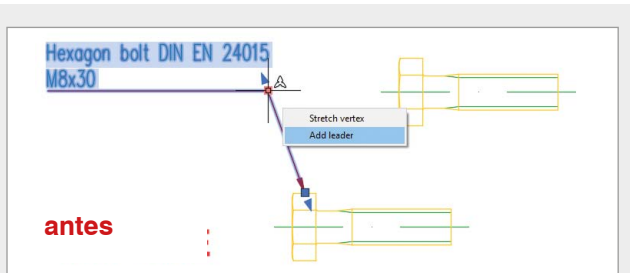 Hexagon bolt DIN EN 24015
M8x30
Stretch vertex
Add leader
antes